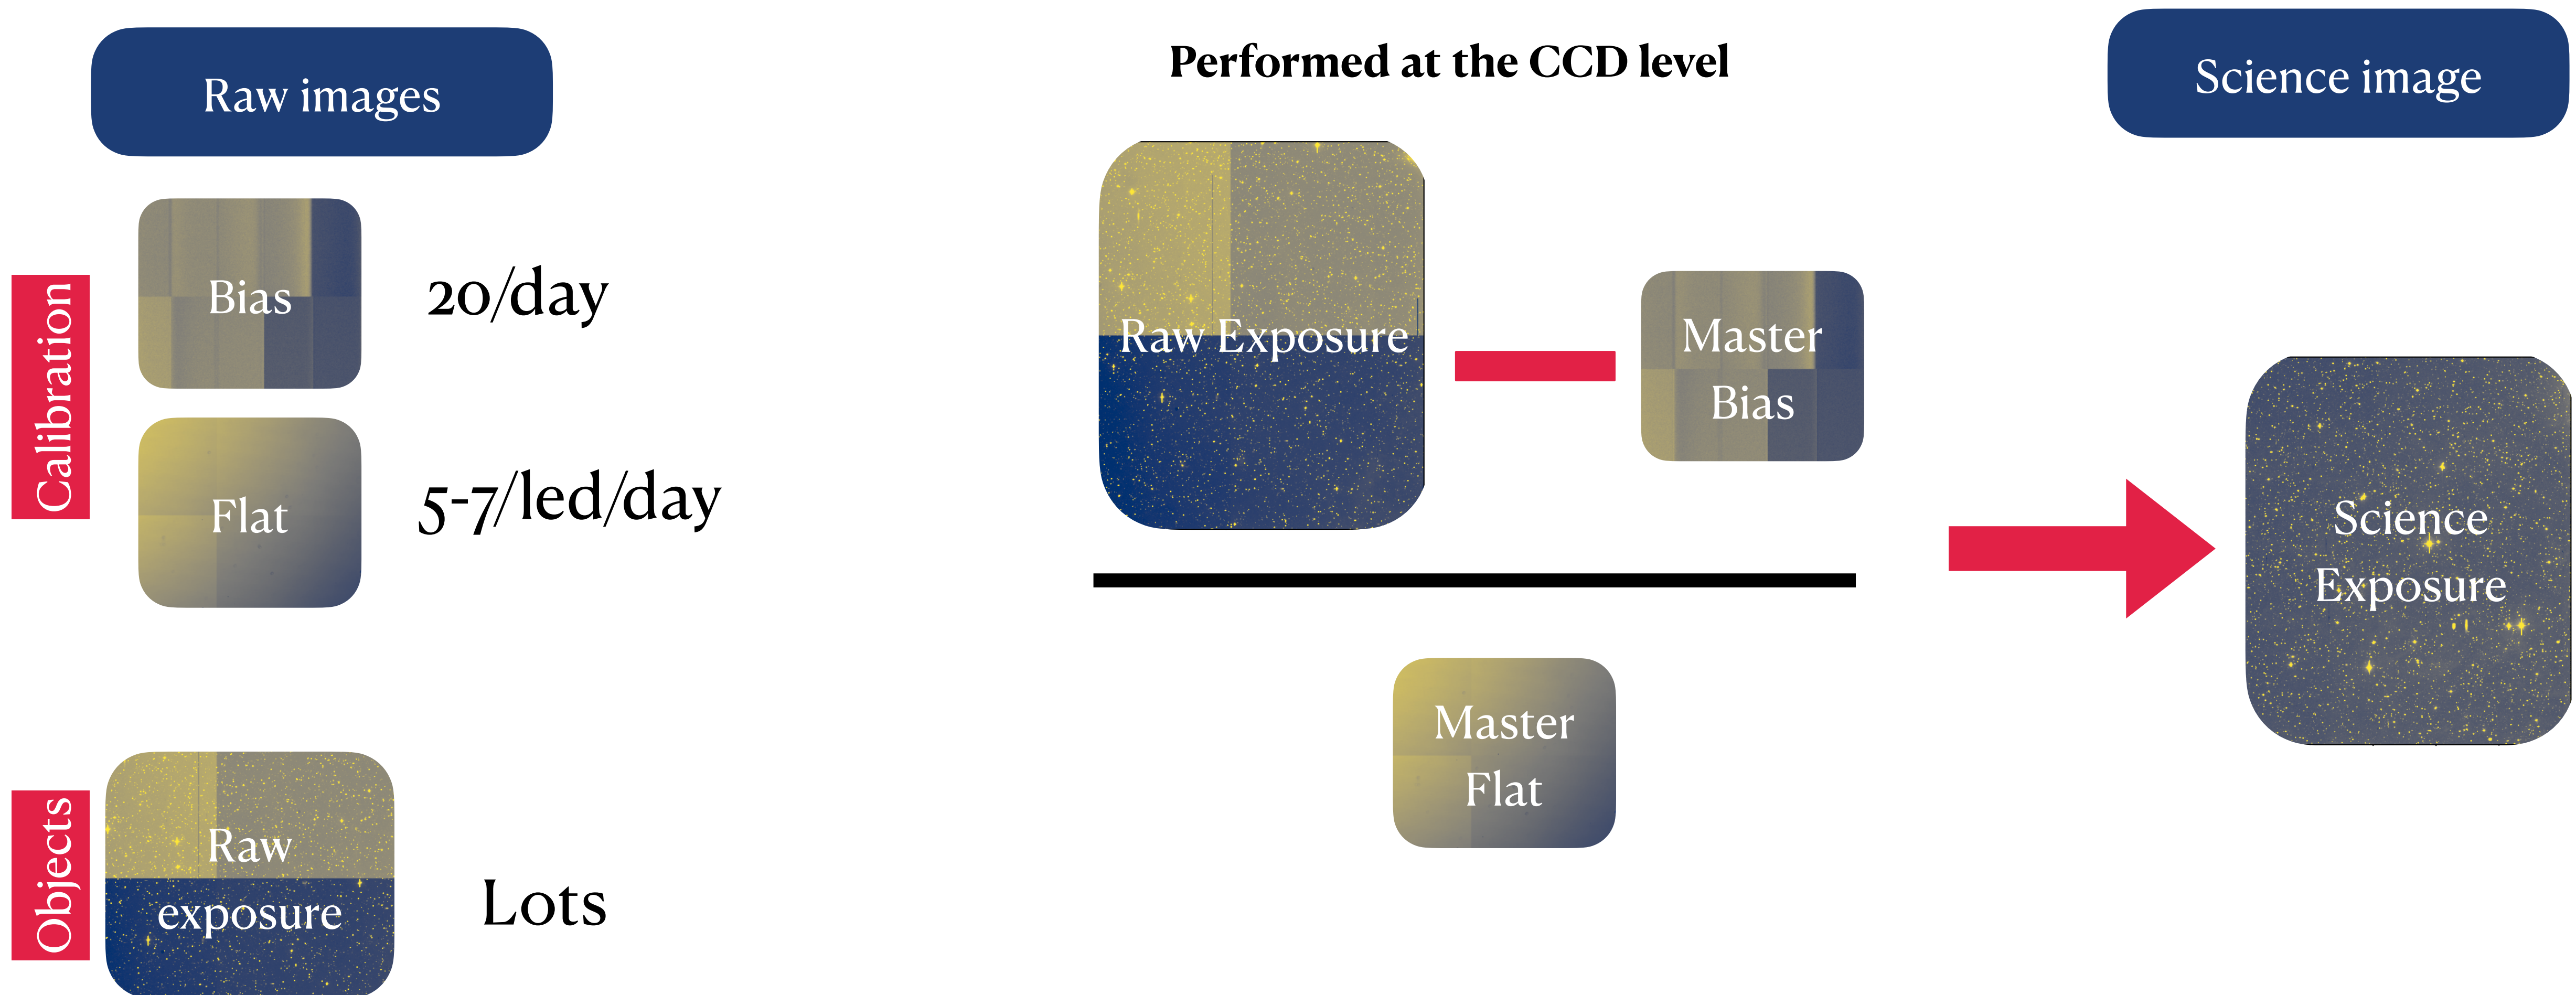 Raw images
Performed at the CCD level
Science image
Calibration
Bias
20/day
Flat
5-7/led/day
Objects
Raw
exposure
Lots
Raw Exposure
Master
Bias
Master
Flat
Science
Exposure